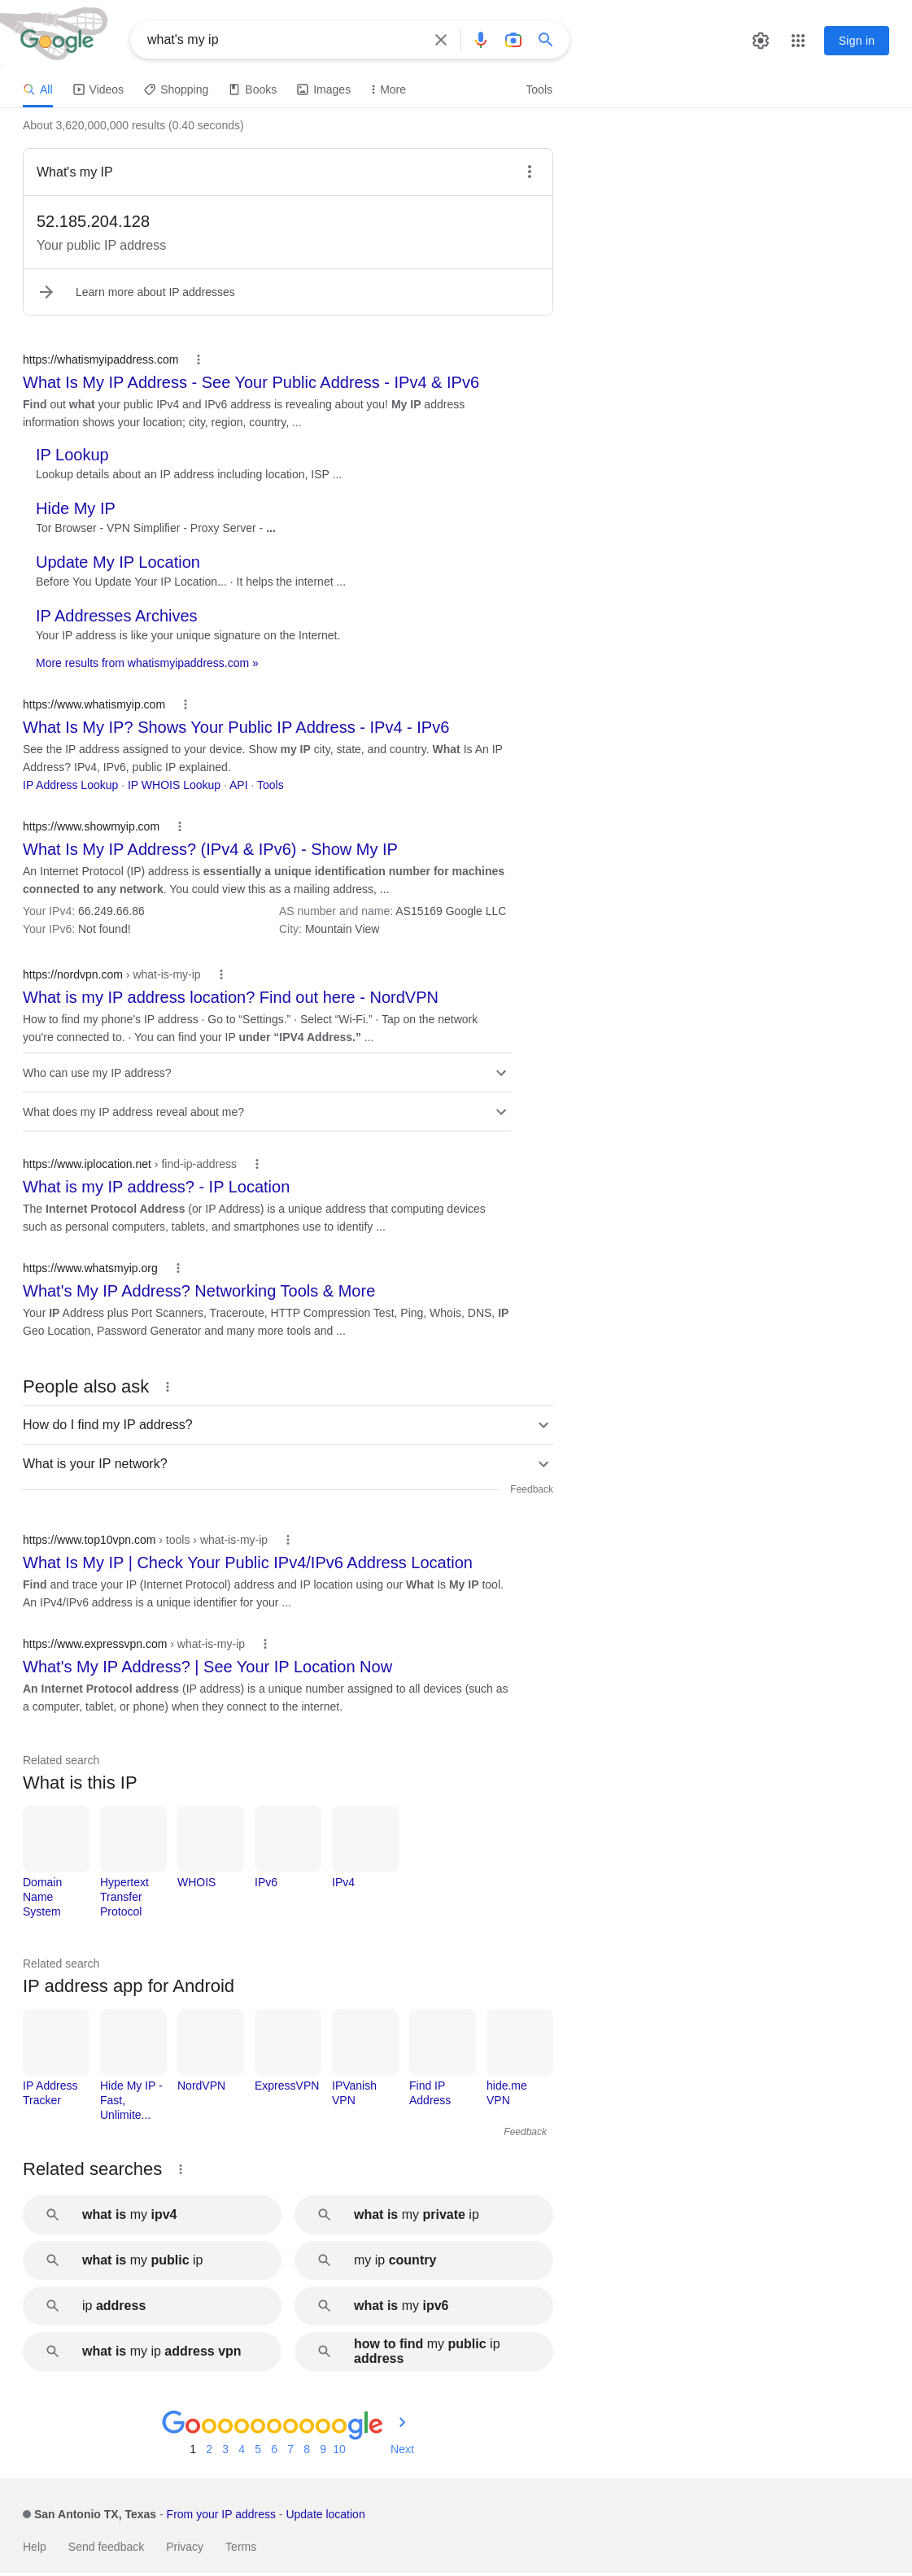 Google
what's my ip
Sign in
All Videos Shopping Books Images More Tools
About 3,620,000,000 results (0.40 seconds)
What's my IP
52.185.204.128
Your public IP address
Learn more about IP addresses
https://whatismyipaddress.com
What Is My IP Address - See Your Public Address - IPv4 & IPv6
Find out what your public IPv4 and IPv6 address is revealing about you! My IP address
information shows your location; city, region, country, ...
IP Lookup
Lookup details about an IP address including location, ISP ...
Hide My IP
Tor Browser - VPN Simplifier - Proxy Server - ...
Update My IP Location
Before You Update Your IP Location... · It helps the internet ...
IP Addresses Archives
Your IP address is like your unique signature on the Internet.
More results from whatismyipaddress.com »
https://www.whatismyip.com
What Is My IP? Shows Your Public IP Address - IPv4 - IPv6
See the IP address assigned to your device. Show my IP city, state, and country. What Is An IP
Address? IPv4, IPv6, public IP explained.
IP Address Lookup · IP WHOIS Lookup · API · Tools
https://www.showmyip.com
What Is My IP Address? (IPv4 & IPv6) - Show My IP
An Internet Protocol (IP) address is essentially a unique identification number for machines
connected to any network. You could view this as a mailing address, ...
Your IPv4: 66.249.66.86 AS number and name: AS15169 Google LLC
Your IPv6: Not found! City: Mountain View
https://nordvpn.com › what-is-my-ip
What is my IP address location? Find out here - NordVPN
How to find my phone's IP address · Go to “Settings.” · Select “Wi-Fi.” · Tap on the network
you're connected to. · You can find your IP under “IPV4 Address.” ...
Who can use my IP address?
What does my IP address reveal about me?
https://www.iplocation.net › find-ip-address
What is my IP address? - IP Location
The Internet Protocol Address (or IP Address) is a unique address that computing devices
such as personal computers, tablets, and smartphones use to identify ...
https://www.whatsmyip.org
What's My IP Address? Networking Tools & More
Your IP Address plus Port Scanners, Traceroute, HTTP Compression Test, Ping, Whois, DNS, IP
Geo Location, Password Generator and many more tools and ...
People also ask
How do I find my IP address?
What is your IP network?
Feedback
https://www.top10vpn.com › tools › what-is-my-ip
What Is My IP | Check Your Public IPv4/IPv6 Address Location
Find and trace your IP (Internet Protocol) address and IP location using our What Is My IP tool.
An IPv4/IPv6 address is a unique identifier for your ...
https://www.expressvpn.com › what-is-my-ip
What's My IP Address? | See Your IP Location Now
An Internet Protocol address (IP address) is a unique number assigned to all devices (such as
a computer, tablet, or phone) when they connect to the internet.
Related search
What is this IP
Domain Name System
Hypertext Transfer Protocol
WHOIS
IPv6
IPv4
Related search
IP address app for Android
IP Address Tracker
Hide My IP - Fast, Unlimite...
NordVPN
ExpressVPN
IPVanish VPN
Find IP Address
hide.me VPN
Feedback
Related searches
what is my ipv4
what is my private ip
what is my public ip
my ip country
ip address
what is my ipv6
what is my ip address vpn
how to find my public ip
address
Goooooooooogle
1 2 3 4 5 6 7 8 9 10 Next
San Antonio TX, Texas - From your IP address - Update location
Help Send feedback Privacy Terms